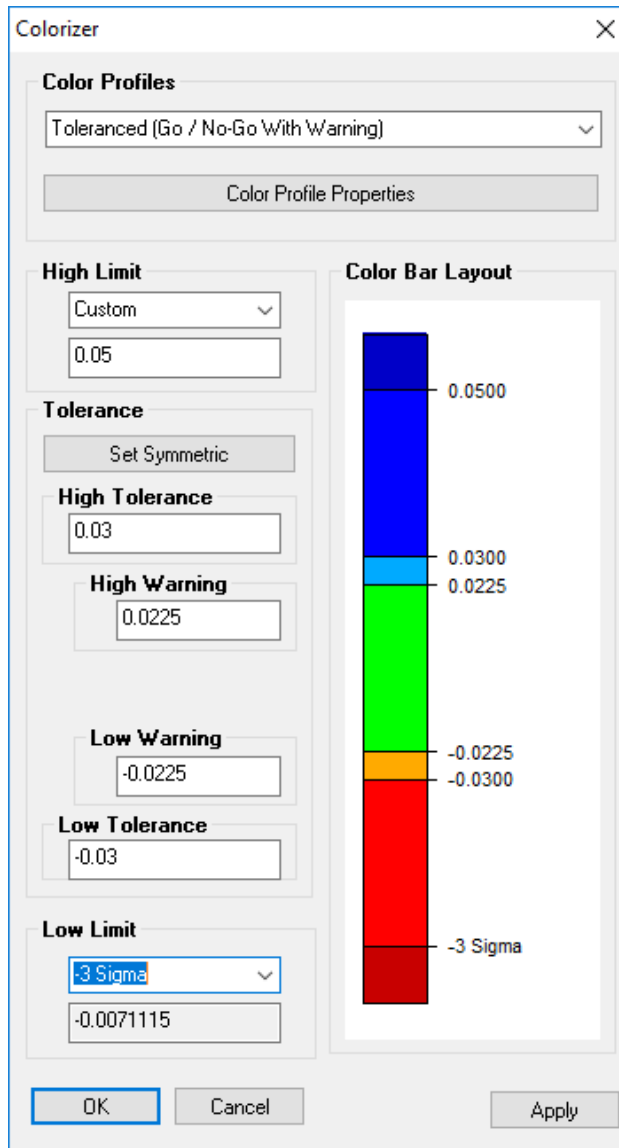 Colorizer
Color Profiles
Toleranced (Go / No-Go With Warning)
Color Profile Properties
High Limit
Custom
0.05
Tolerance
Set Symmetric
High Tolerance
0.03
High Warning
0.0225
Low Warning
-0.0225
Low Tolerance
-0.03
Low Limit
-3 Sigma
-0.0071115
Color Bar Layout
0.0500
0.0300
0.0225
-0.0225
-0.0300
-3 Sigma
OK
Cancel
Apply